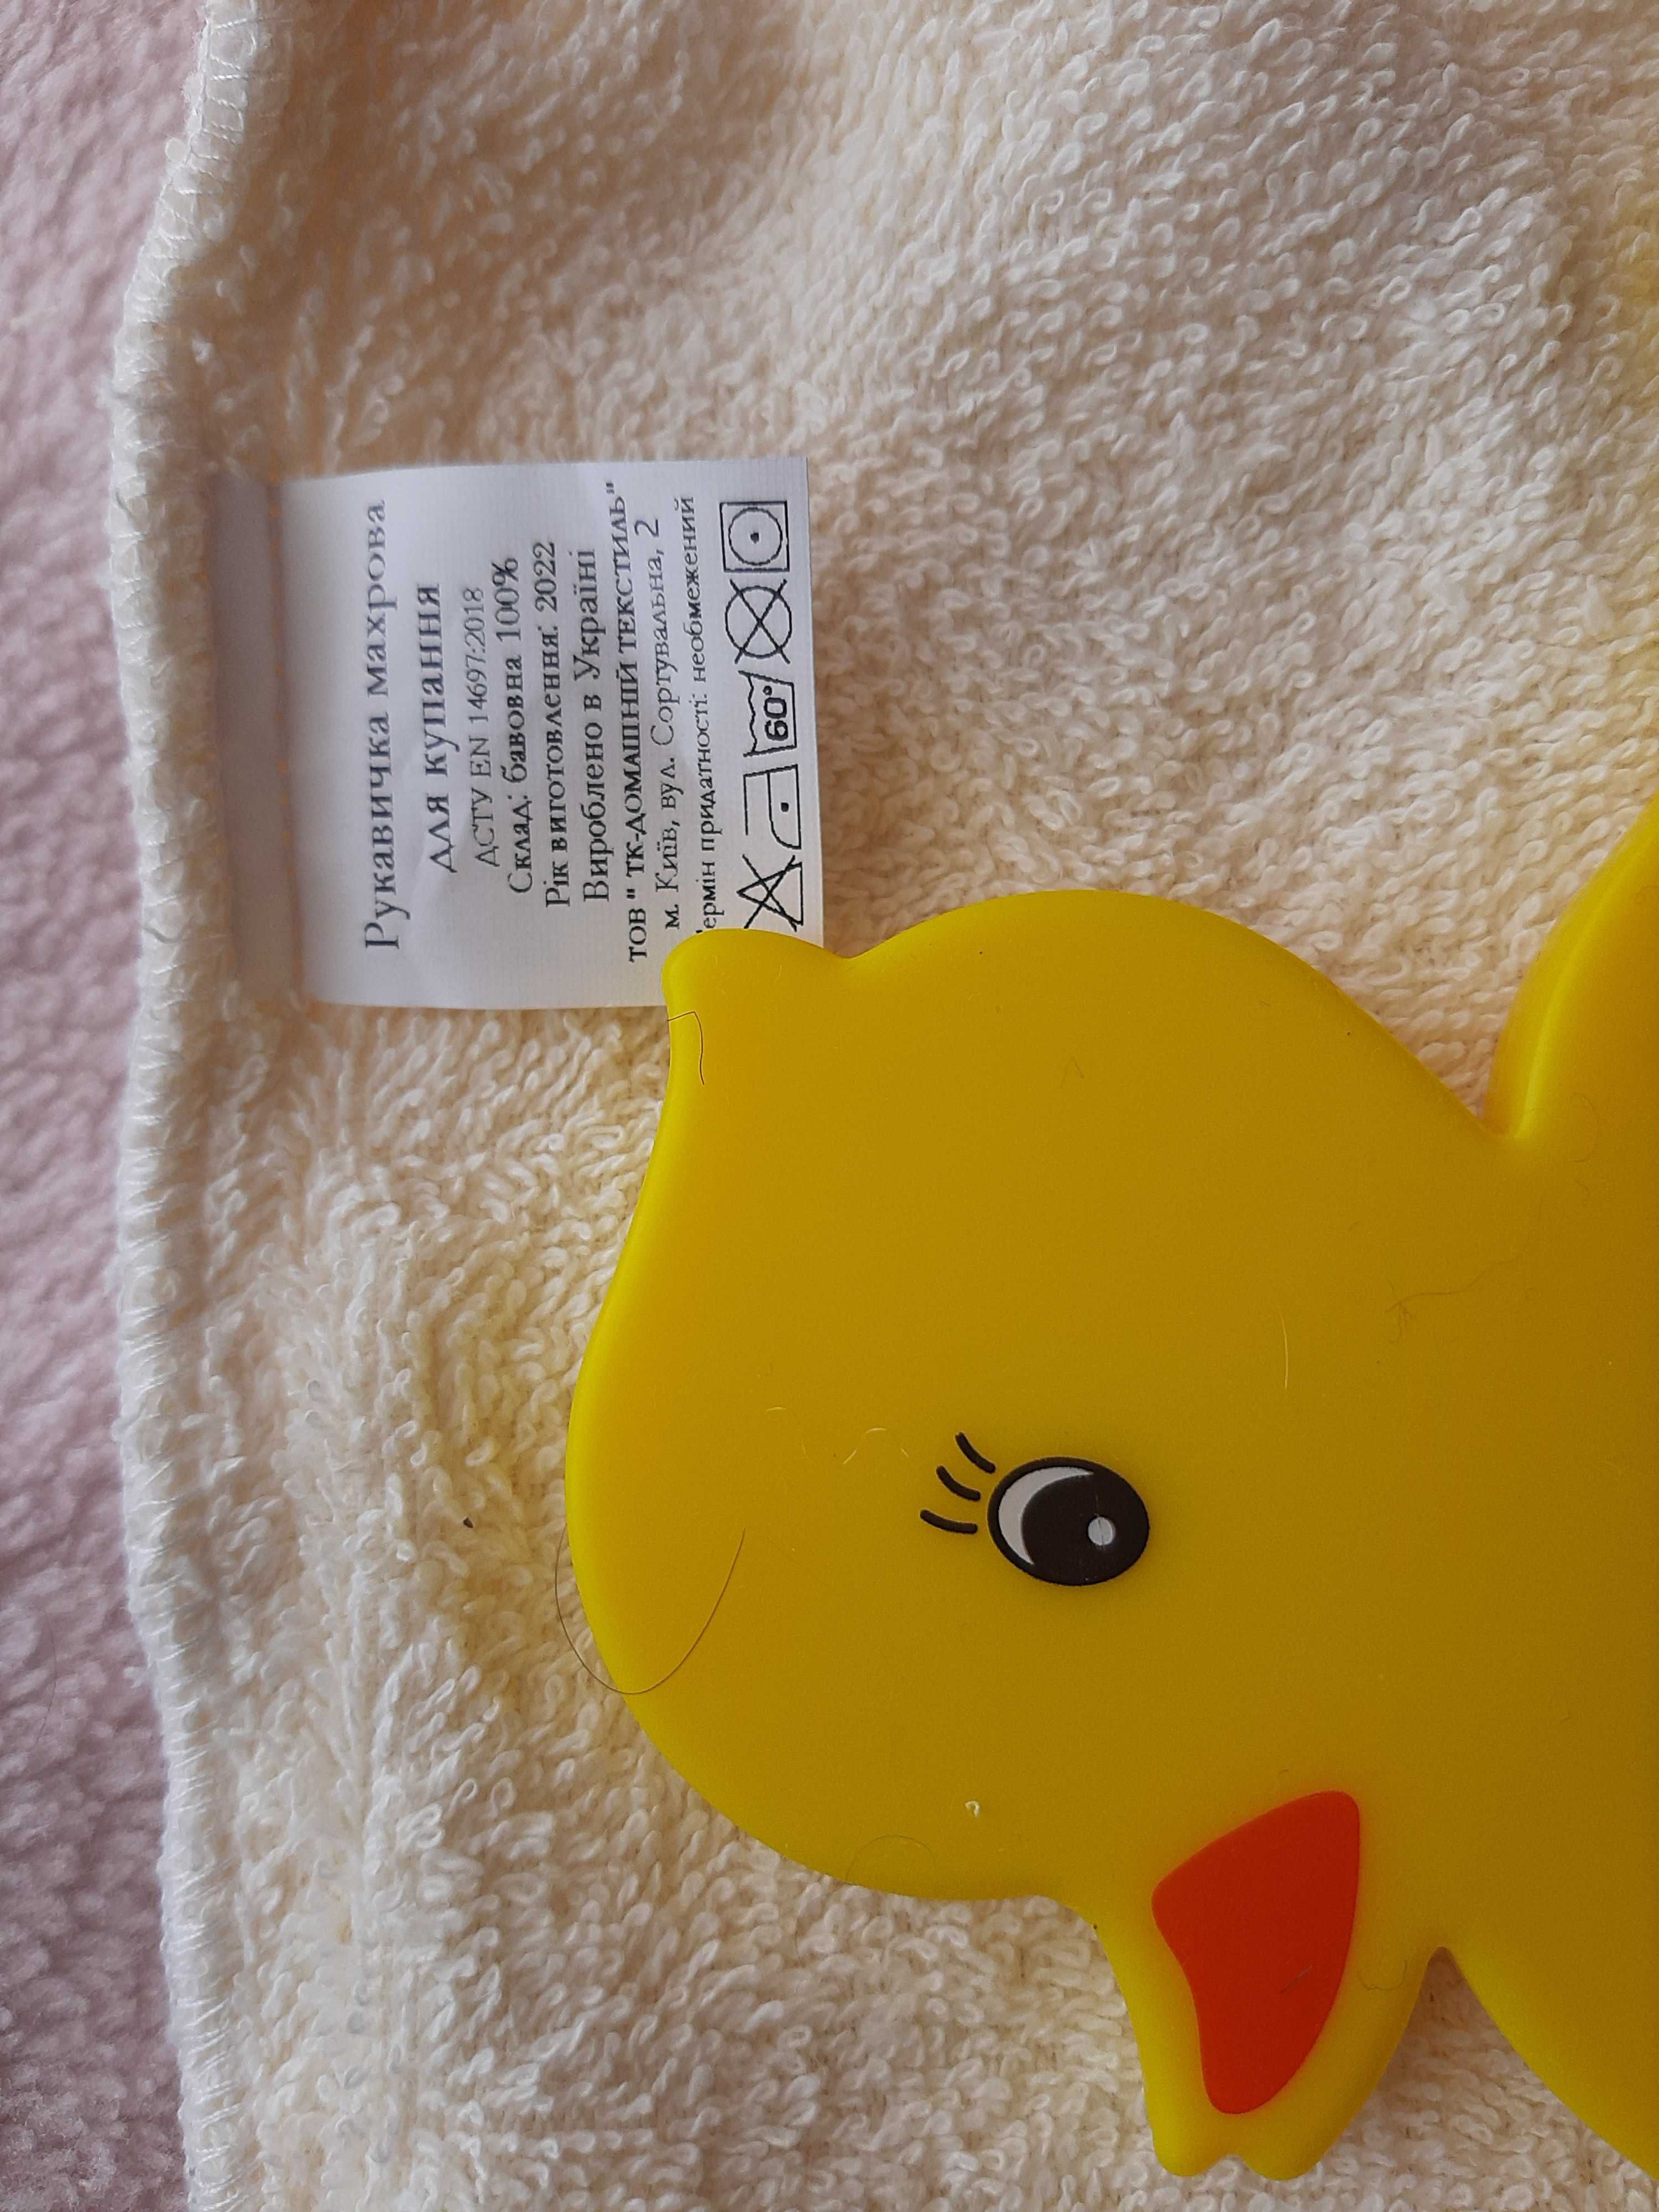 Рукавичка махрова
для купання
ДСТУ EN 14697:2018
Склад: бавовна 100%
Рік виготовлення: 2022
Вироблено в Україні
ТОВ " ТК-ДОМАШНІЙ ТЕКСТИЛЬ"
м. Київ, вул. Сортувальна, 2
ермін придатності: необмежений
60°